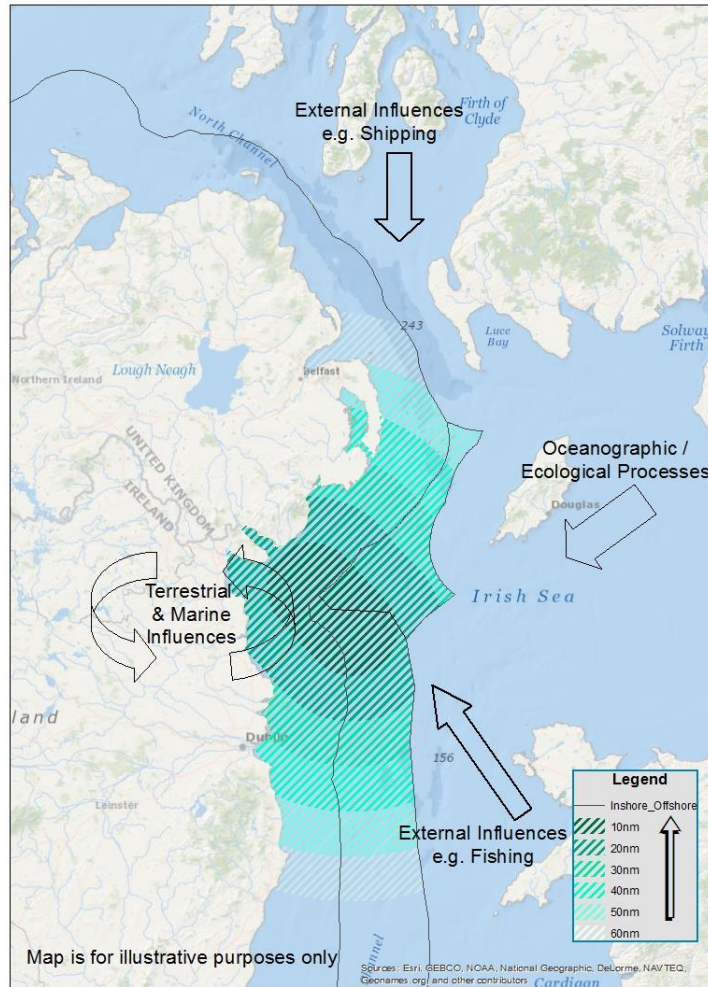 External Influences
e.g. Shipping
Firth of
Clyde
North Channel
243
Luce
Bay
Solway
Firth
Belfast
Lough Neagh
Northern Ireland
Oceanographic /
Ecological Processes
Douglas
UNITED KINGDOM
IRELAND
Terrestrial
& Marine
Influences
Irish Sea
land
Leinster
156
External Influences
e.g. Fishing
Legend
Inshore_Offshore
10nm
20nm
30nm
40nm
50nm
60nm
Map is for illustrative purposes only
Sources: Esri, GEBCO, NOAA, National Geographic, DeLorme, NAVTEQ,
Geonames.org, and other contributors
Cardigan